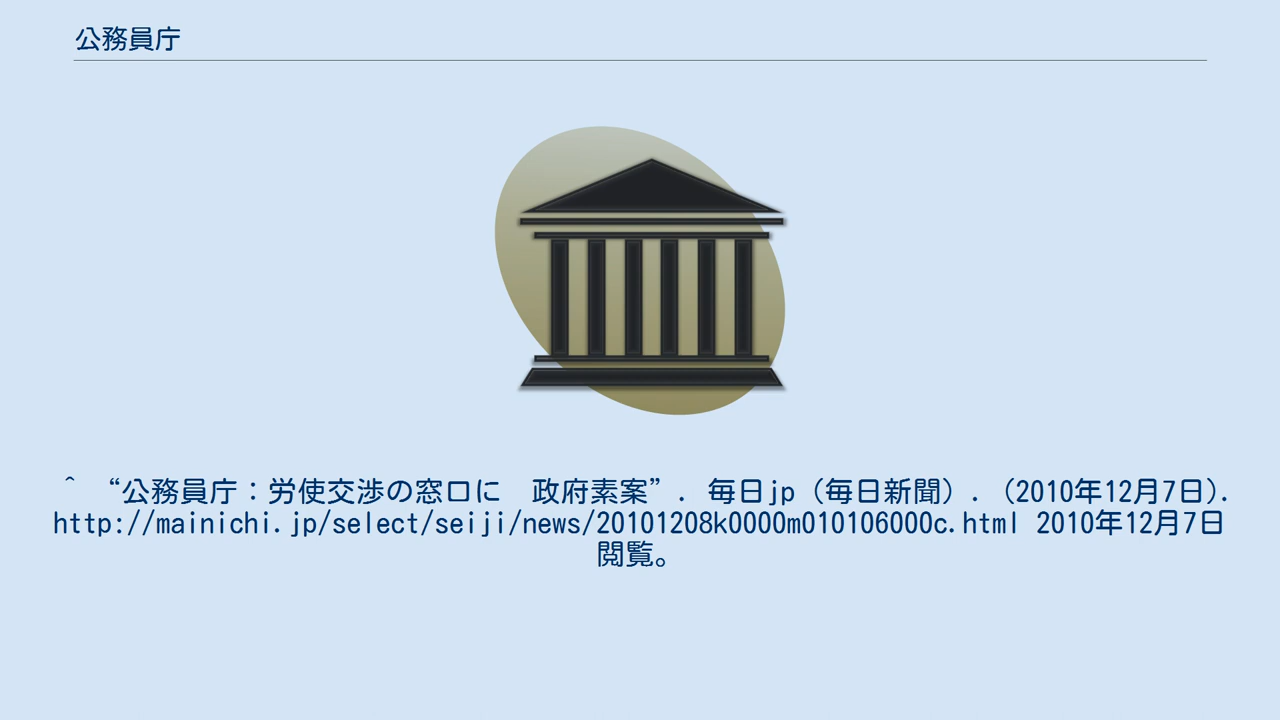 公務員庁
^ “公務員庁：労使交渉の窓口に　政府素案”. 毎日jp（毎日新聞）. (2010年12月7日).
http://mainichi.jp/select/seiji/news/20101208k0000m010106000c.html 2010年12月7日
閲覧。